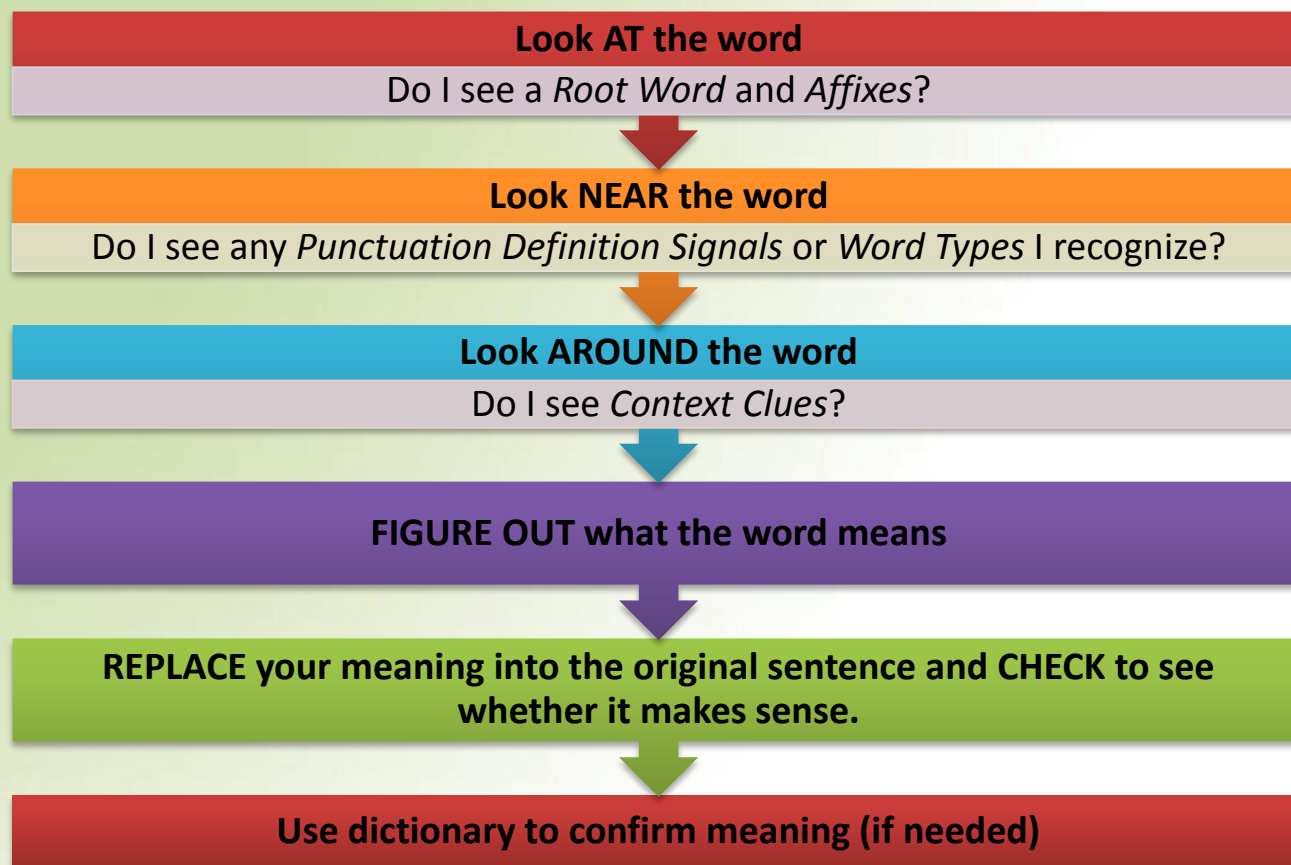 Look AT the word
Do I see a Root Word and Affixes?
Look NEAR the word
Do I see any Punctuation Definition Signals or Word Types I recognize?
Look AROUND the word
Do I see Context Clues?
FIGURE OUT what the word means
REPLACE your meaning into the original sentence and CHECK to see
whether it makes sense.
Use dictionary to confirm meaning (if needed)